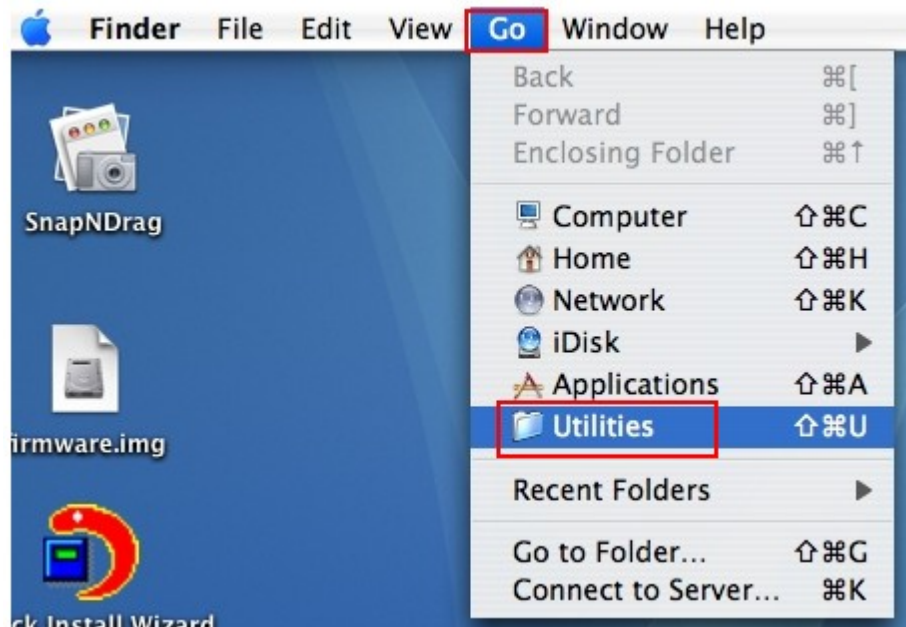 Finder File Edit View Go Window Help
Back ⌘[
Forward ⌘]
Enclosing Folder ⌘↑
Computer ⇧⌘C
Home ⇧⌘H
Network ⇧⌘K
iDisk
Applications ⇧⌘A
Utilities ⇧⌘U
Recent Folders
Go to Folder... ⇧⌘G
Connect to Server... ⌘K
SnapNDrag
firmware.img
ck Install Wizard